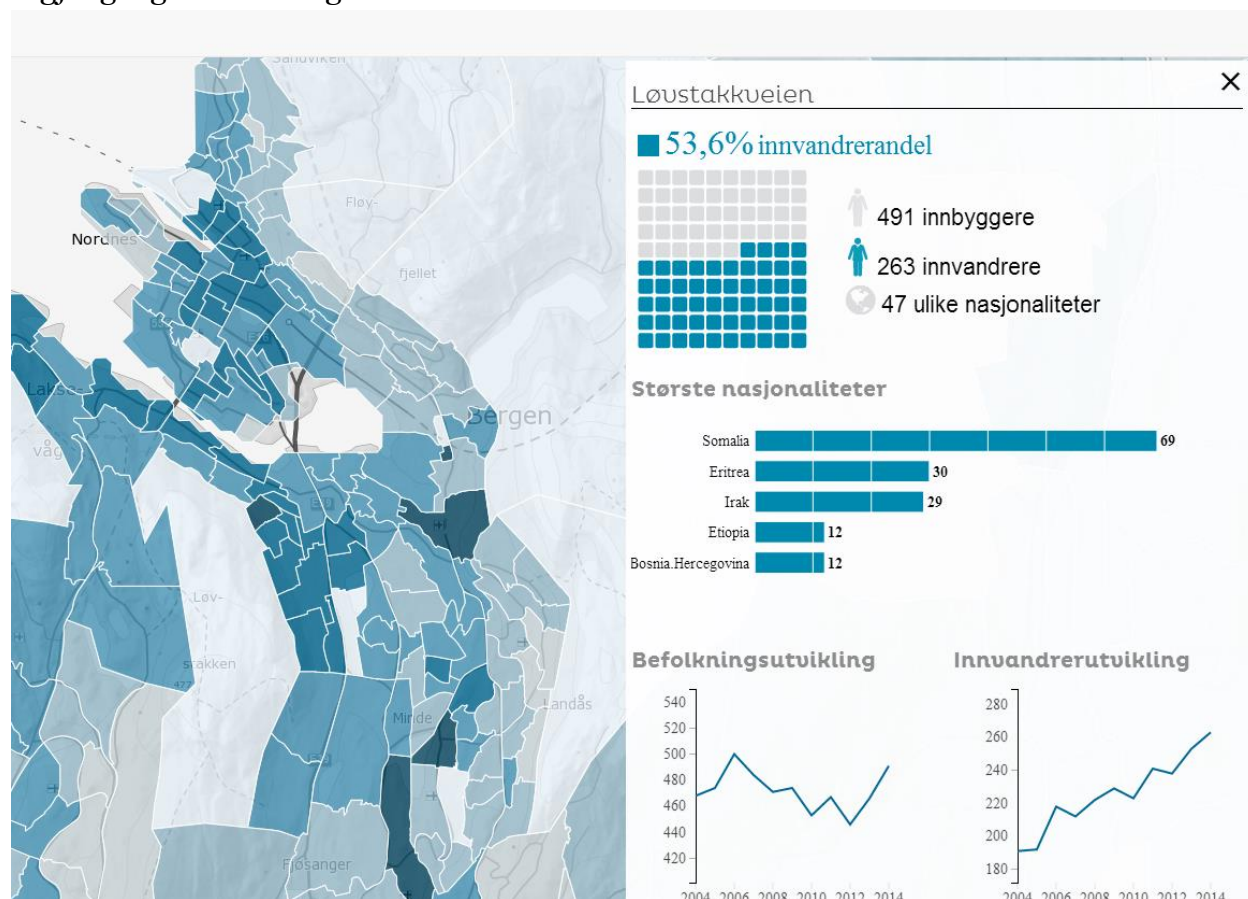 Sandviken
Fløy-
fjellet
Nordnes
Lakse-
våg
Bergen
Løv-
stakken
477
Minde
Landås
Fjøsanger
Løvstakkveien
53,6% innvandrerandel
491 innbyggere
263 innvandrere
47 ulike nasjonaliteter
Største nasjonaliteter
Somalia 69
Eritrea 30
Irak 29
Etiopia 12
Bosnia.Hercegovina 12
Befolkningsutvikling
540
520
500
480
460
440
420
2004 2006 2008 2010 2012 2014
Innvandrerutvikling
280
260
240
220
200
180
2004 2006 2008 2010 2012 2014